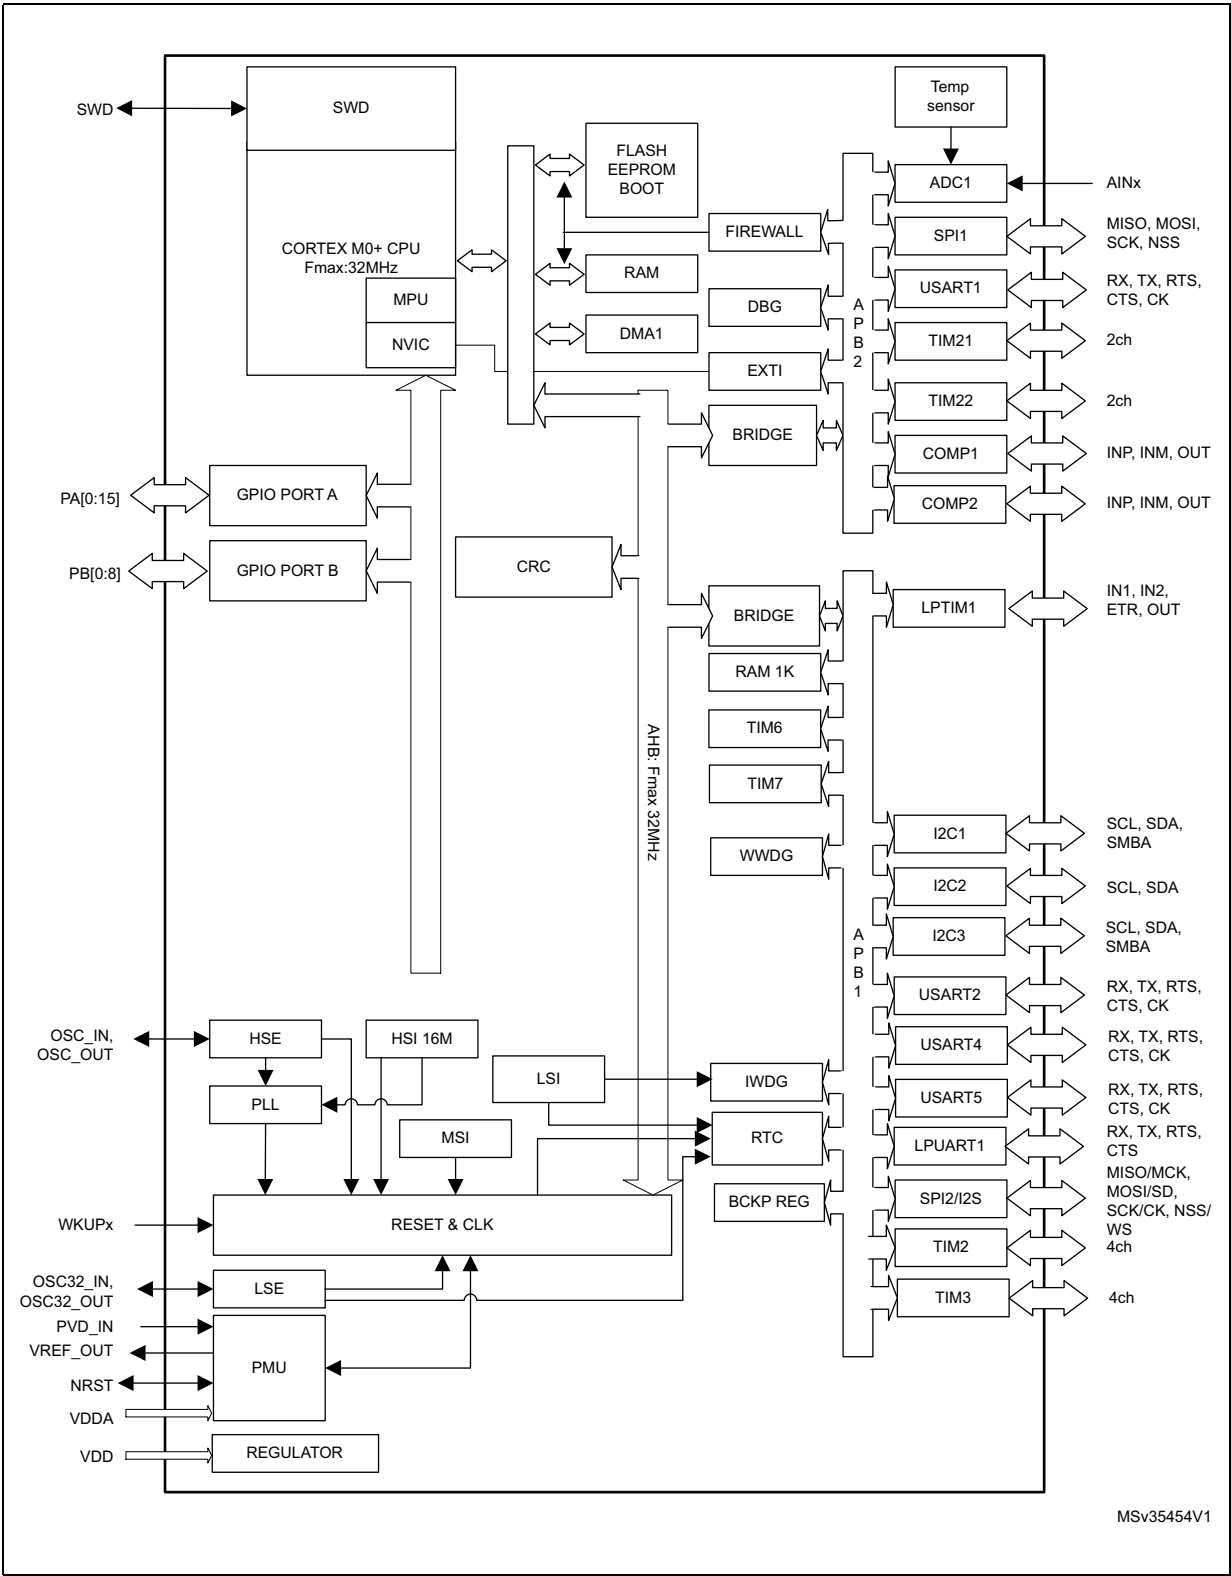 SWD
SWD
CORTEX M0+ CPU
Fmax:32MHz
MPU
NVIC
FLASH
EEPROM
BOOT
RAM
DMA1
FIREWALL
DBG
EXTI
BRIDGE
APB2
Temp
sensor
ADC1
AINx
SPI1
MISO, MOSI,
SCK, NSS
USART1
RX, TX, RTS,
CTS, CK
TIM21
2ch
TIM22
2ch
COMP1
INP, INM, OUT
COMP2
INP, INM, OUT
PA[0:15]
GPIO PORT A
PB[0:8]
GPIO PORT B
CRC
AHB: Fmax 32MHz
BRIDGE
RAM 1K
TIM6
TIM7
WWDG
APB1
LPTIM1
IN1, IN2,
ETR, OUT
I2C1
SCL, SDA,
SMBA
I2C2
SCL, SDA
I2C3
SCL, SDA,
SMBA
USART2
RX, TX, RTS,
CTS, CK
USART4
RX, TX, RTS,
CTS, CK
USART5
RX, TX, RTS,
CTS, CK
LPUART1
RX, TX, RTS,
CTS
SPI2/I2S
MISO/MCK,
MOSI/SD,
SCK/CK, NSS/
WS
TIM2
4ch
TIM3
4ch
OSC_IN,
OSC_OUT
HSE
HSI 16M
PLL
LSI
MSI
IWDG
RTC
BCKP REG
WKUPx
RESET & CLK
OSC32_IN,
OSC32_OUT
LSE
PVD_IN
VREF_OUT
NRST
VDDA
PMU
VDD
REGULATOR
MSv35454V1